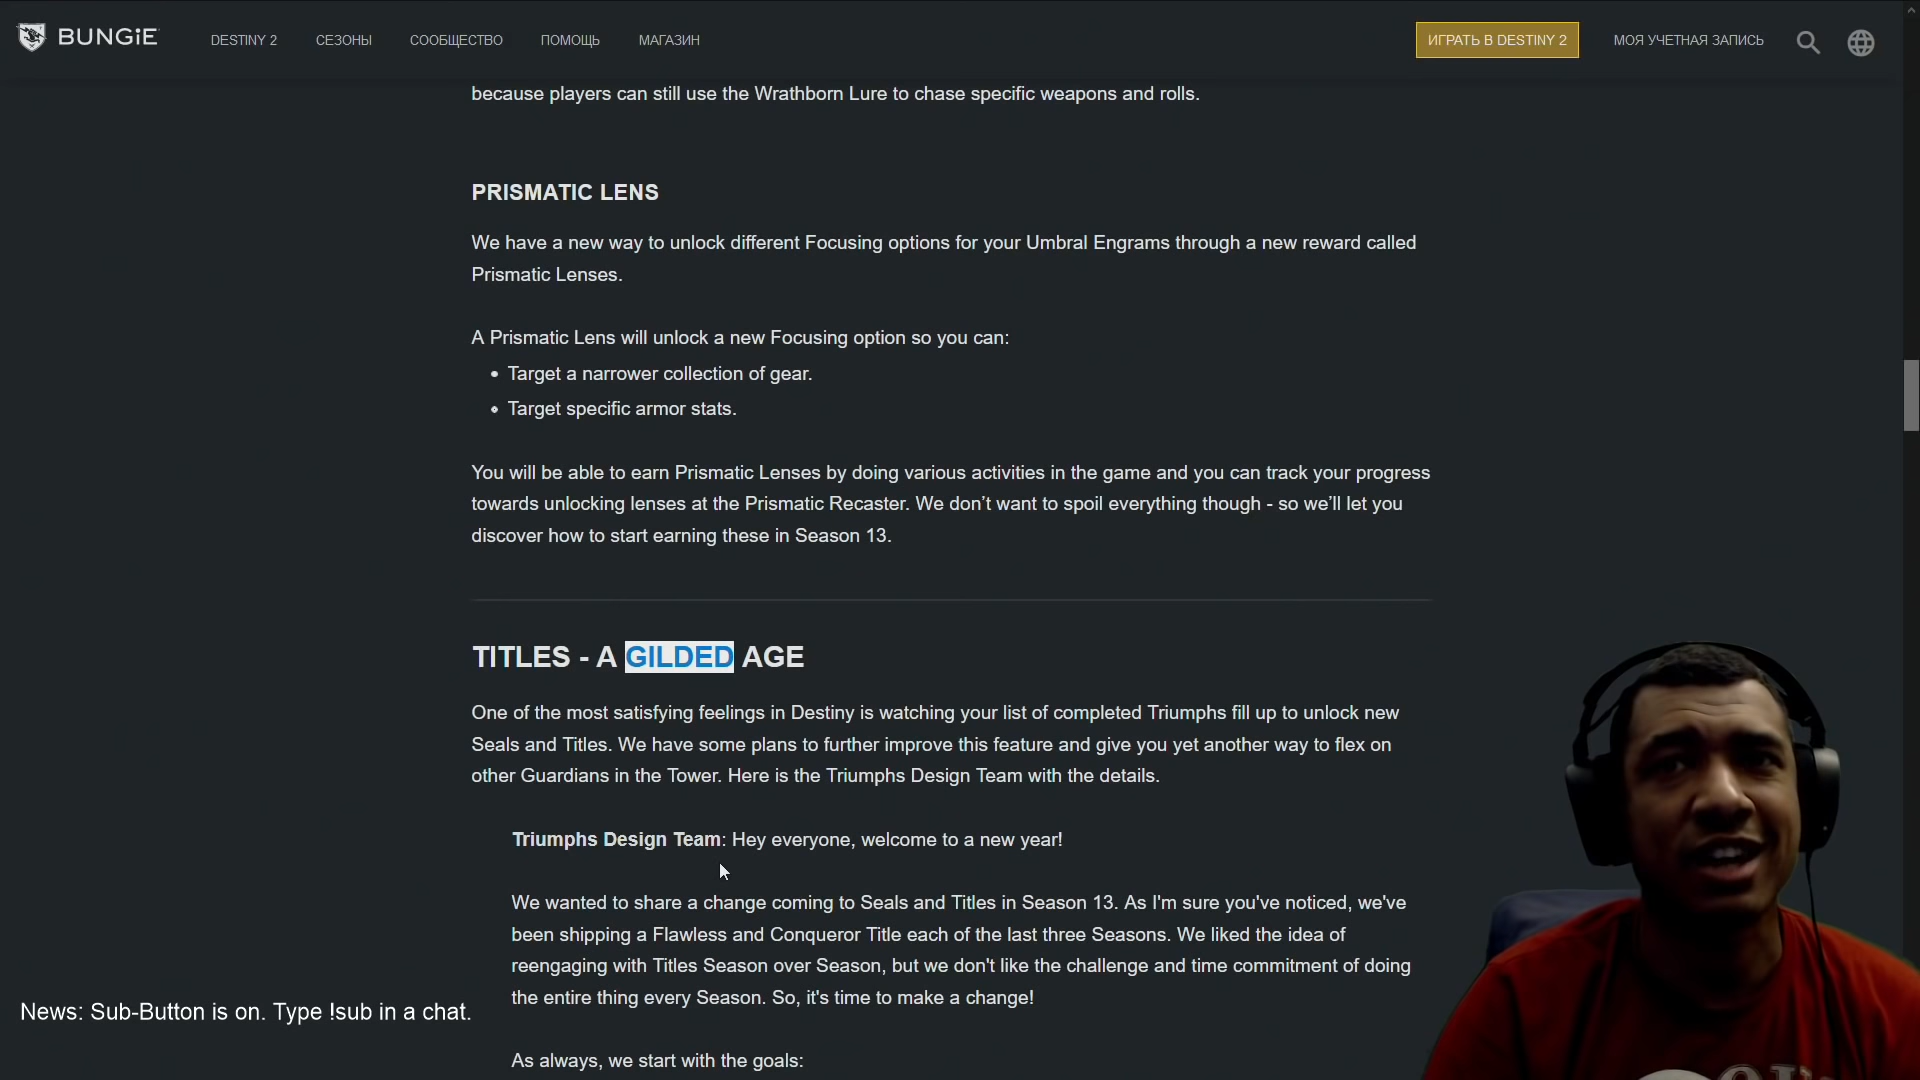 BUNGiE
DESTINY 2
СЕЗОНЫ
СООБЩЕСТВО
ПОМОЩЬ
МАГАЗИН
ИГРАТЬ В DESTINY 2
МОЯ УЧЕТНАЯ ЗАПИСЬ
because players can still use the Wrathborn Lure to chase specific weapons and rolls.
PRISMATIC LENS
We have a new way to unlock different Focusing options for your Umbral Engrams through a new reward called
Prismatic Lenses.
A Prismatic Lens will unlock a new Focusing option so you can:
• Target a narrower collection of gear.
• Target specific armor stats.
You will be able to earn Prismatic Lenses by doing various activities in the game and you can track your progress
towards unlocking lenses at the Prismatic Recaster. We don’t want to spoil everything though - so we’ll let you
discover how to start earning these in Season 13.
TITLES - A GILDED AGE
One of the most satisfying feelings in Destiny is watching your list of completed Triumphs fill up to unlock new
Seals and Titles. We have some plans to further improve this feature and give you yet another way to flex on
other Guardians in the Tower. Here is the Triumphs Design Team with the details.
Triumphs Design Team: Hey everyone, welcome to a new year!
We wanted to share a change coming to Seals and Titles in Season 13. As I'm sure you've noticed, we've
been shipping a Flawless and Conqueror Title each of the last three Seasons. We liked the idea of
reengaging with Titles Season over Season, but we don't like the challenge and time commitment of doing
the entire thing every Season. So, it's time to make a change!
As always, we start with the goals:
News: Sub-Button is on. Type !sub in a chat.